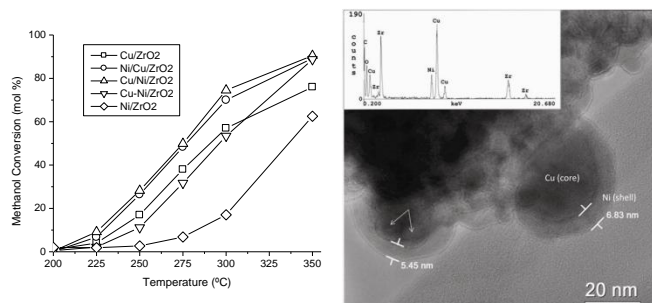 Methanol Conversion (mol %)
100
80
60
40
20
0
Cu/ZrO2
Ni/Cu/ZrO2
Cu/Ni/ZrO2
Cu-Ni/ZrO2
Ni/ZrO2
200 225 250 275 300 350
Temperature (ºC)
190
counts
C
O
Cu
Zr
Zr
Ni
Cu
Cu
Zr
Zr
0.200 keV 20.680
Cu (core)
Ni (shell)
6.83 nm
5.45 nm
20 nm